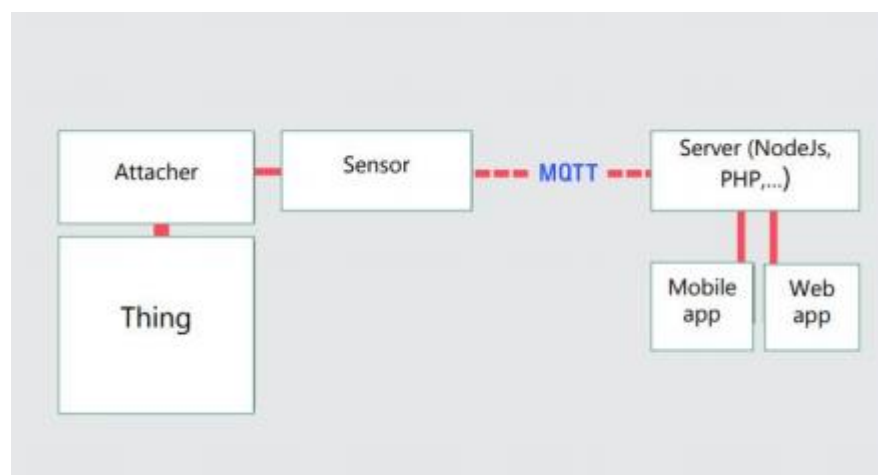 Attacher
Sensor
MQTT
Server (NodeJs,
PHP,...)
Thing
Mobile
app
Web
app